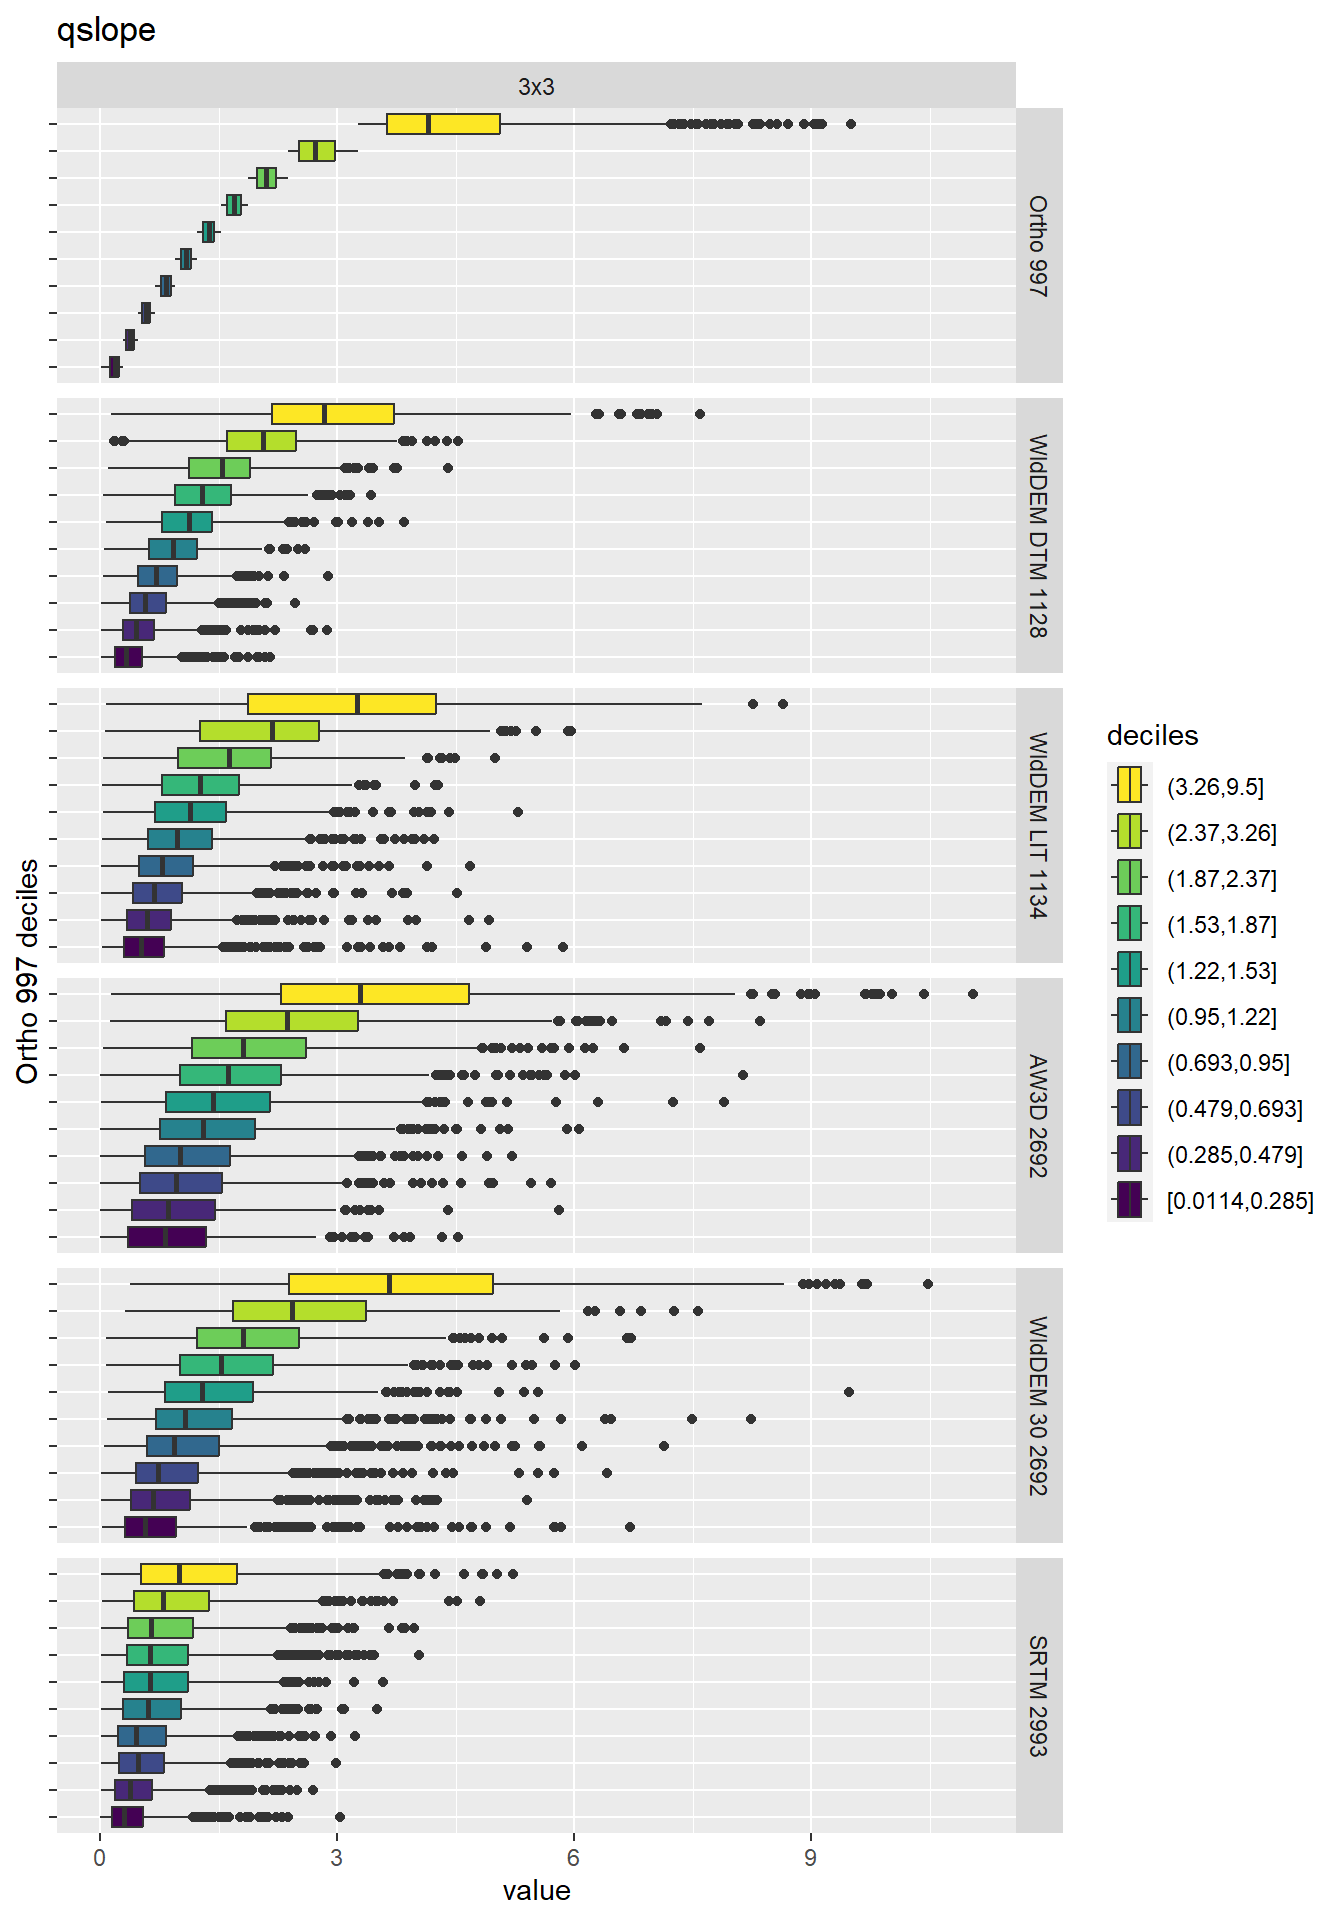 qslope
3x3
Ortho 997
WldDEM DTM 1128
WldDEM LIT 1134
AW3D 2692
WldDEM 30 2692
SRTM 2993
Ortho 997 deciles
0 3 6 9
value
deciles
(3.26,9.5]
(2.37,3.26]
(1.87,2.37]
(1.53,1.87]
(1.22,1.53]
(0.95,1.22]
(0.693,0.95]
(0.479,0.693]
(0.285,0.479]
[0.0114,0.285]